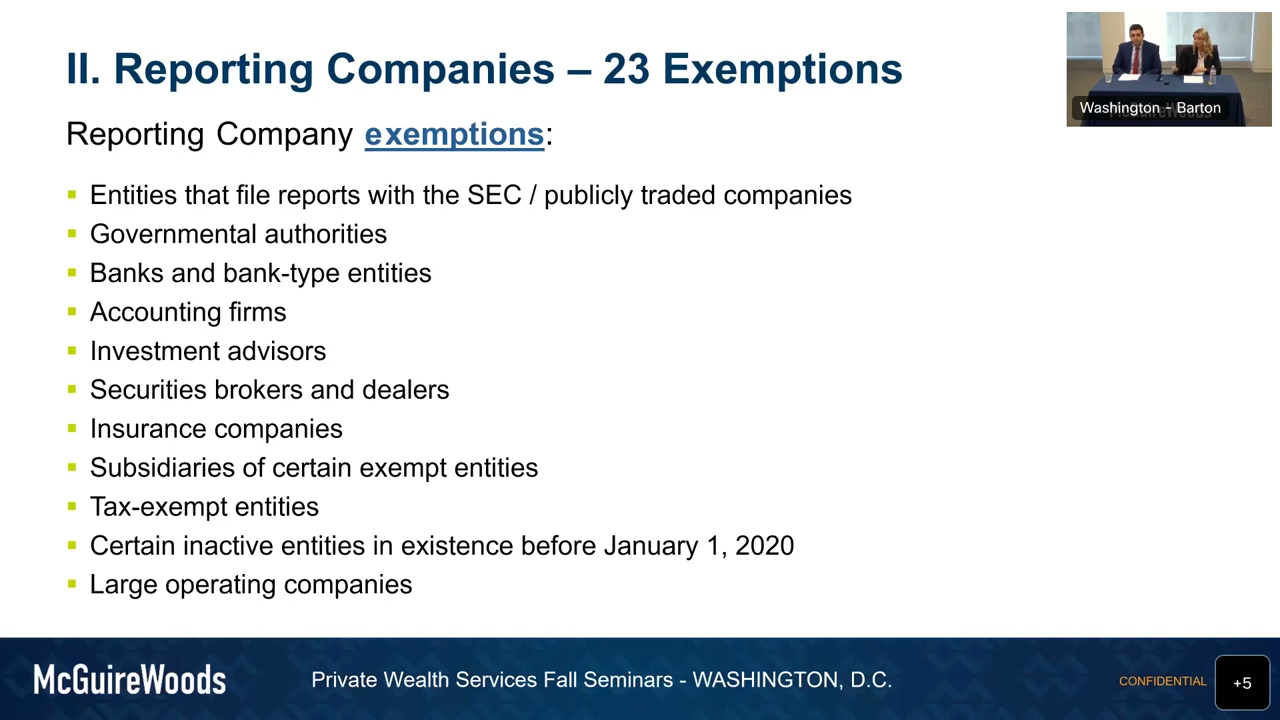 II. Reporting Companies – 23 Exemptions
Reporting Company exemptions:
Entities that file reports with the SEC / publicly traded companies
Governmental authorities
Banks and bank-type entities
Accounting firms
Investment advisors
Securities brokers and dealers
Insurance companies
Subsidiaries of certain exempt entities
Tax-exempt entities
Certain inactive entities in existence before January 1, 2020
Large operating companies
Washington - Barton
McGuireWoods
McGuireWoods
Private Wealth Services Fall Seminars - WASHINGTON, D.C.
CONFIDENTIAL
+5